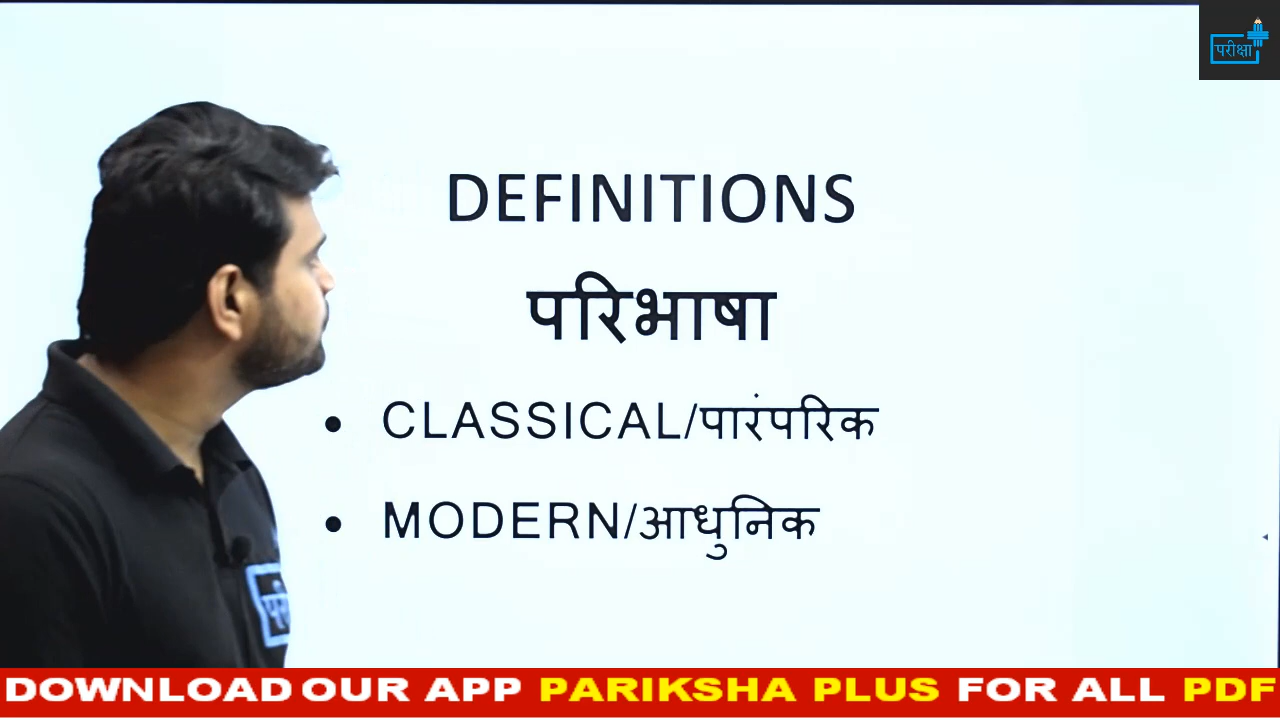 परीक्षा
DEFINITIONS
परिभाषा
• CLASSICAL/पारंपरिक
• MODERN/आधुनिक
DOWNLOAD OUR APP PARIKSHA PLUS FOR ALL PDF